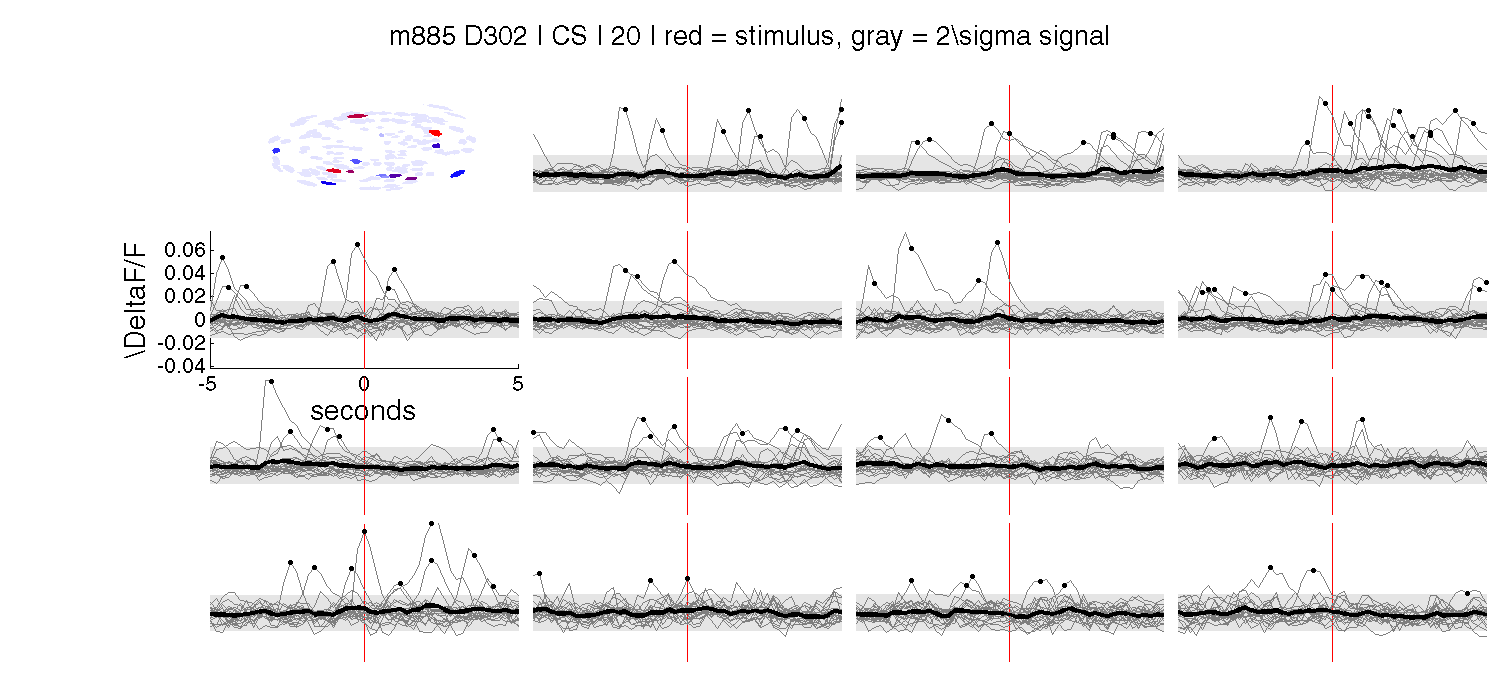 m885 D302 | CS | 20 | red = stimulus, gray = 2\sigma signal
\DeltaF/F
0.06
0.04
0.02
0
-0.02
-0.04
-5 0 5
seconds